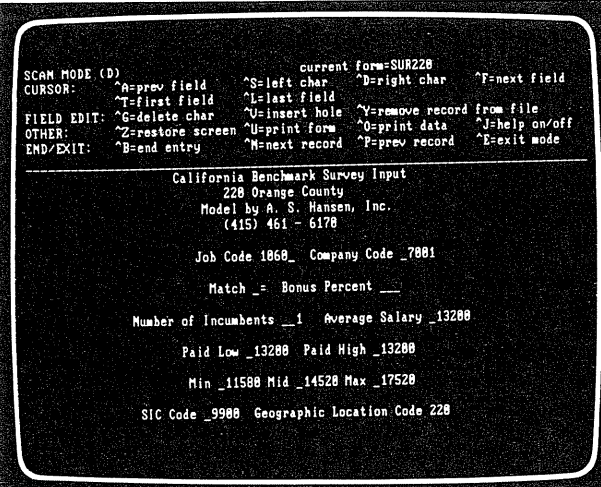 current form=SUR220
SCAN MODE (D)
CURSOR: ^A=prev field ^S=left char ^D=right char ^F=next field
^T=first field ^L=last field
FIELD EDIT: ^G=delete char ^V=insert hole ^Y=remove record from file
OTHER: ^Z=restore screen ^U=print form ^O=print data ^J=help on/off
END/EXIT: ^B=end entry ^N=next record ^P=prev record ^E=exit mode
California Benchmark Survey Input
220 Orange County
Model by A. S. Hansen, Inc.
(415) 461 - 6170
Job Code 1060_ Company Code _7001
Match _= Bonus Percent ___
Number of Incumbents __1 Average Salary _13200
Paid Low _13200 Paid High _13200
Min _11580 Mid _14520 Max _17520
SIC Code _9900 Geographic Location Code 220